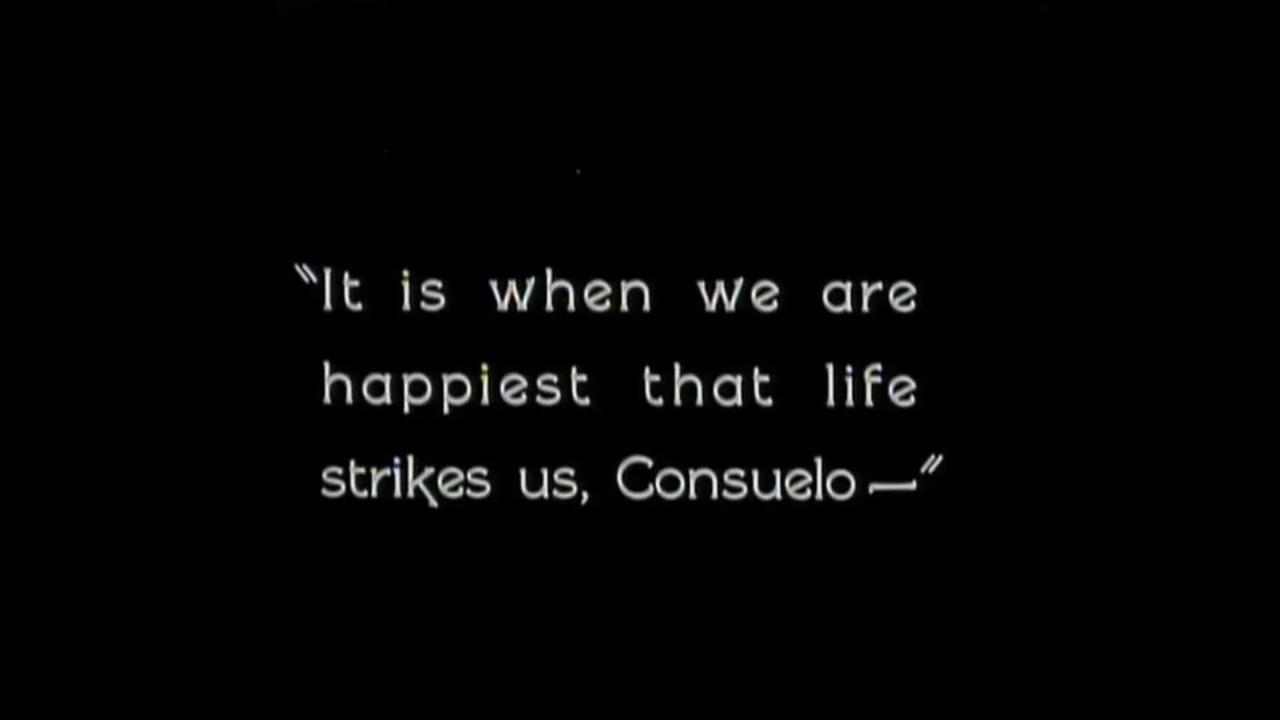 "It is when we are
happiest that life
strikes us, Consuelo—"